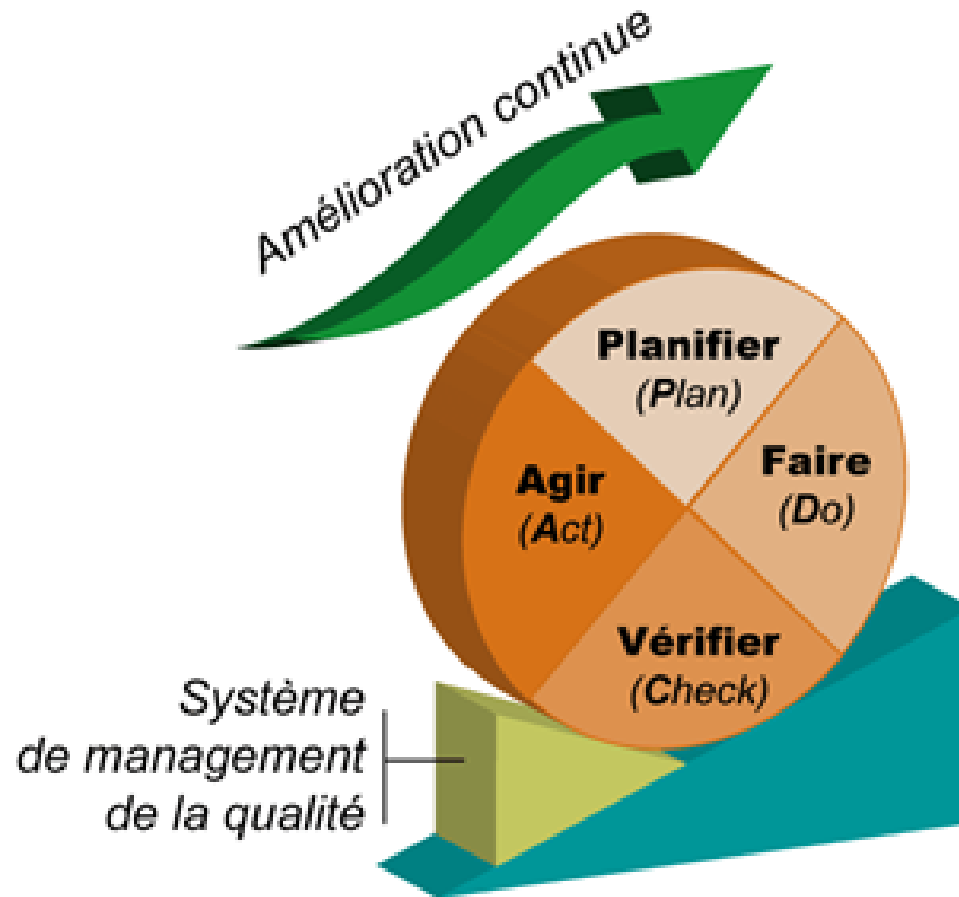 Amélioration continue
Planifier
(Plan)
Faire
(Do)
Agir
(Act)
Vérifier
(Check)
Système
de management
de la qualité